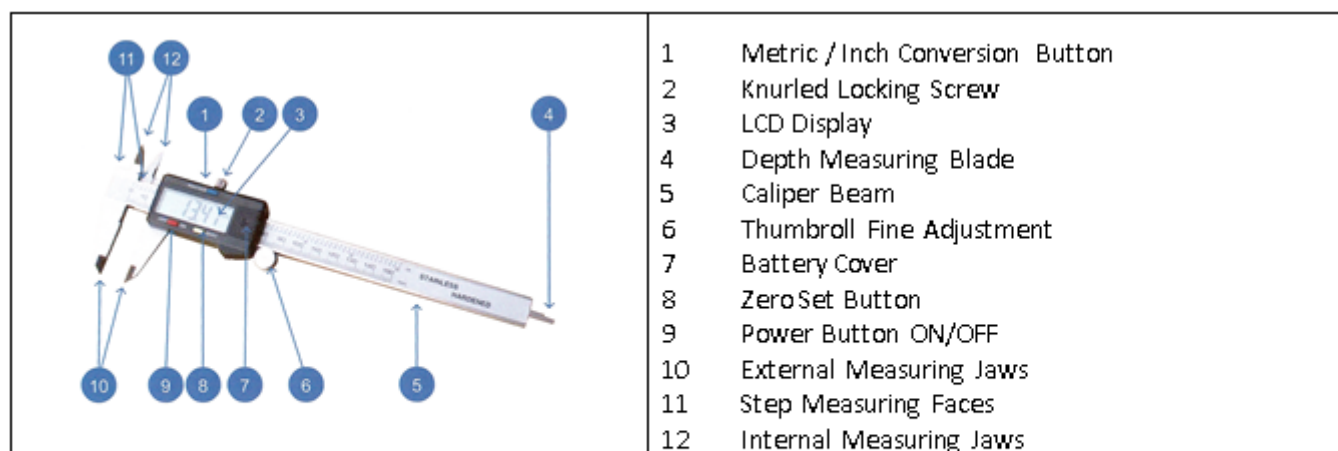 11
12
1
2
3
4
13.41
STAINLESS
HARDENED
10
9
8
7
6
5
1 Metric / Inch Conversion Button
2 Knurled Locking Screw
3 LCD Display
4 Depth Measuring Blade
5 Caliper Beam
6 Thumbroll Fine Adjustment
7 Battery Cover
8 Zero Set Button
9 Power Button ON/OFF
10 External Measuring Jaws
11 Step Measuring Faces
12 Internal Measuring Jaws